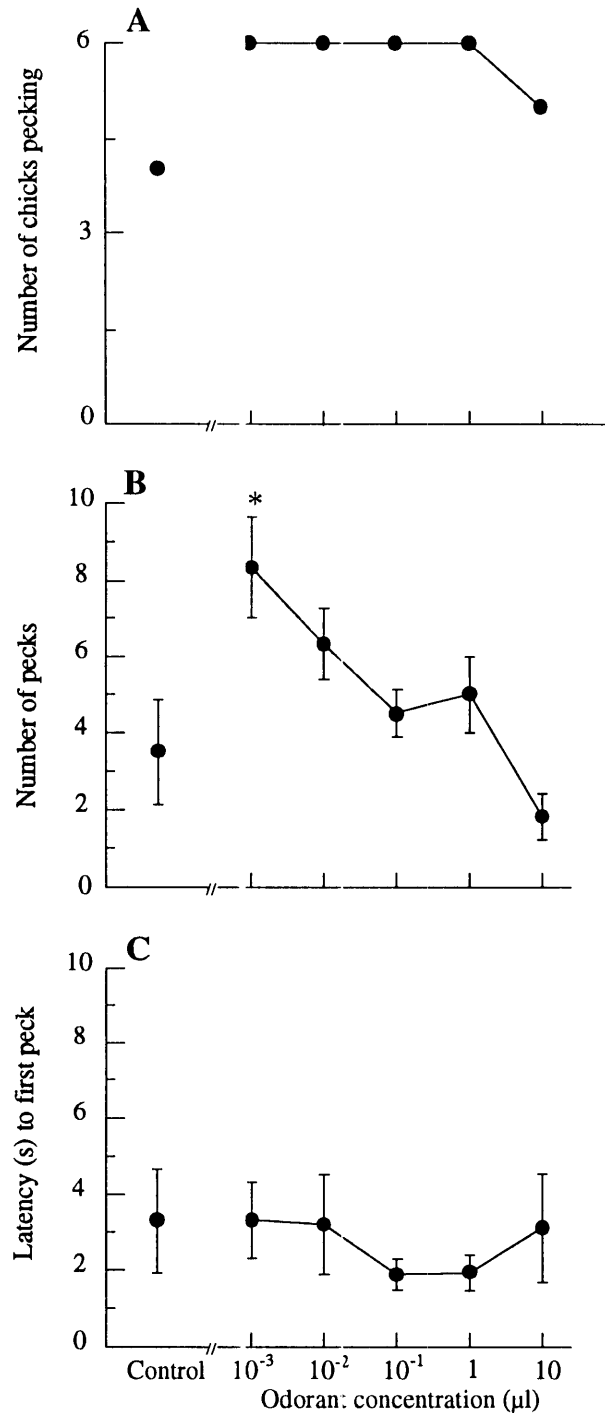 A
6
3
0
Number of chicks pecking
//
B
*
10
8
6
4
2
0
Number of pecks
//
C
10
8
6
4
2
0
Latency (s) to first peck
//
Control 10⁻³ 10⁻² 10⁻¹ 1 10
Odorant concentration (µl)